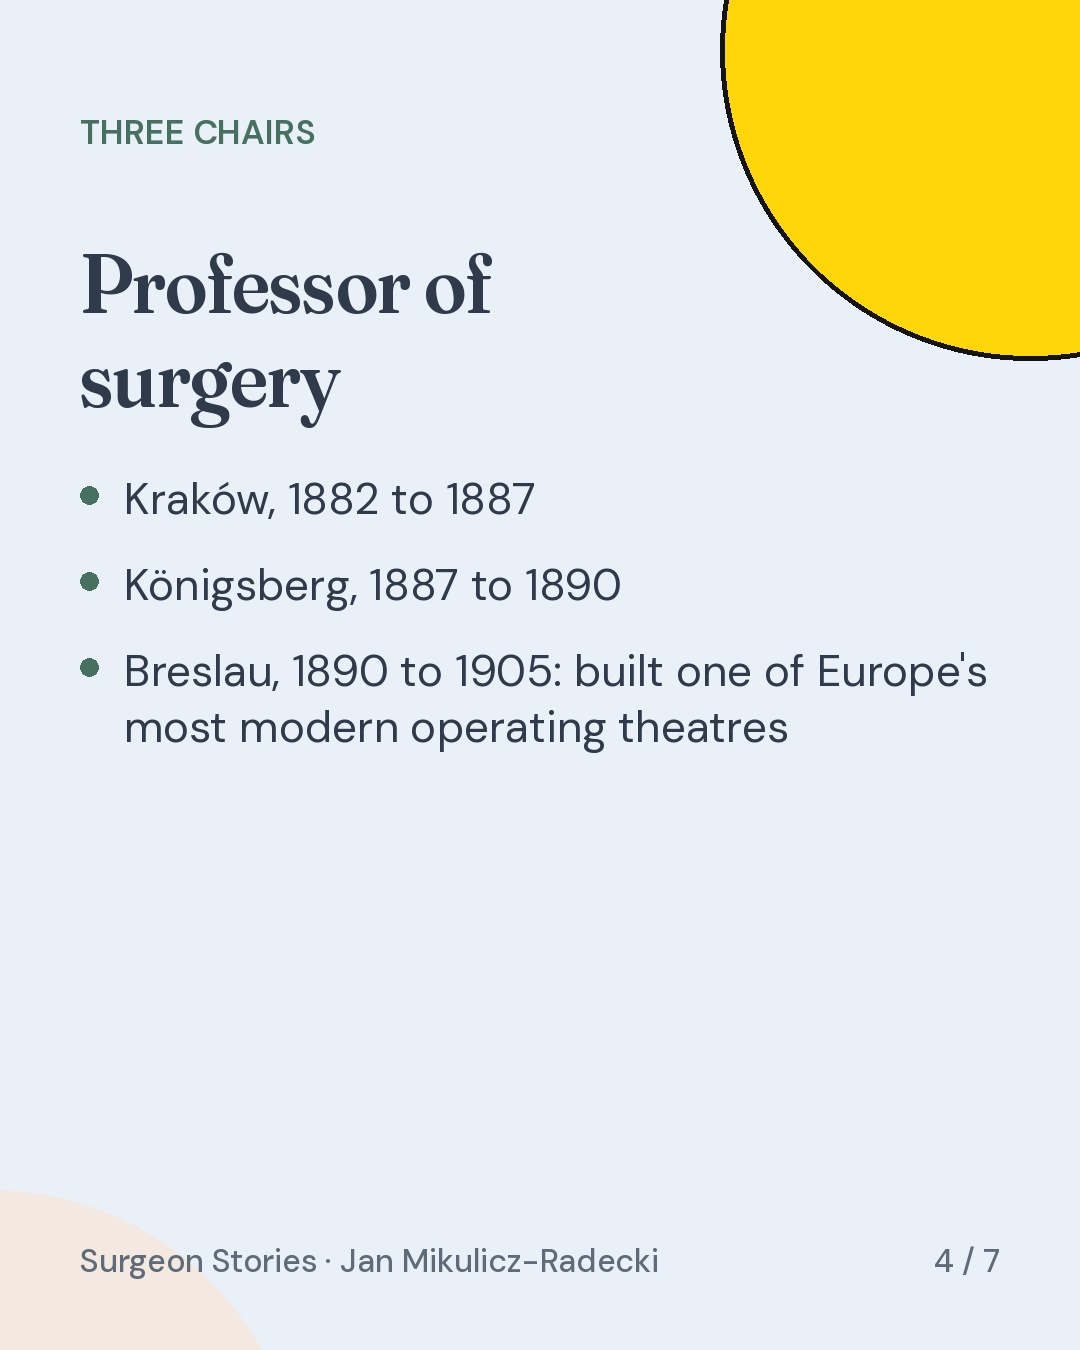 THREE CHAIRS
Professor of
surgery
Kraków, 1882 to 1887
Königsberg, 1887 to 1890
Breslau, 1890 to 1905: built one of Europe's
most modern operating theatres
Surgeon Stories · Jan Mikulicz-Radecki
4 / 7